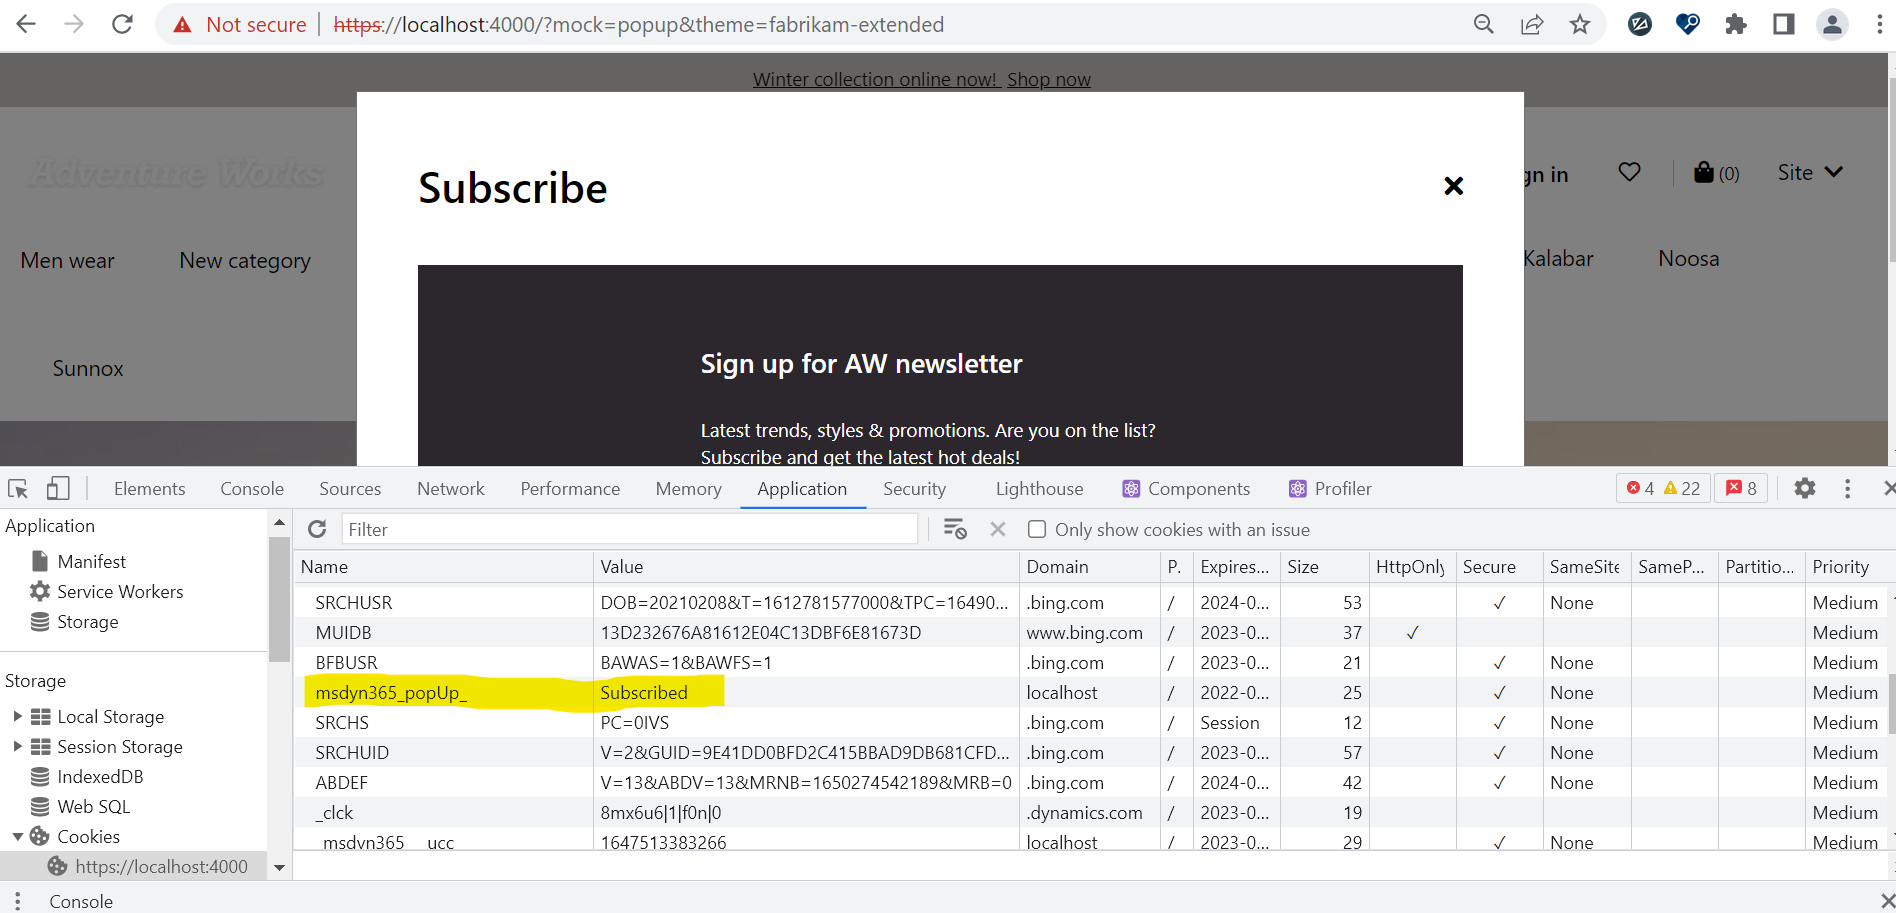 Not secure | https://localhost:4000/?mock=popup&theme=fabrikam-extended
Winter collection online now! Shop now
Adventure Works
Subscribe
gn in
(0)
Site
Men wear
New category
Kalabar
Noosa
Sunnox
Sign up for AW newsletter
Latest trends, styles & promotions. Are you on the list?
Subscribe and get the latest hot deals!
Elements Console Sources Network Performance Memory Application Security Lighthouse Components Profiler 4 22 8
Application
Manifest
Service Workers
Storage
Storage
Local Storage
Session Storage
IndexedDB
Web SQL
Cookies
https://localhost:4000
Filter
Only show cookies with an issue
Name Value Domain P. Expires... Size HttpOnly Secure SameSite SameP... Partitio... Priority
SRCHUSR DOB=20210208&T=1612781577000&TPC=16490... .bing.com / 2024-0... 53 ✓ None Medium
MUIDB 13D232676A81612E04C13DBF6E81673D www.bing.com / 2023-0... 37 ✓ Medium
BFBUSR BAWAS=1&BAWFS=1 .bing.com / 2023-0... 21 ✓ None Medium
msdyn365_popUp_ Subscribed localhost / 2022-0... 25 ✓ None Medium
SRCHS PC=0IVS .bing.com / Session 12 ✓ None Medium
SRCHUID V=2&GUID=9E41DD0BFD2C415BBAD9DB681CFD... .bing.com / 2023-0... 57 ✓ None Medium
ABDEF V=13&ABDV=13&MRNB=1650274542189&MRB=0 .bing.com / 2024-0... 42 ✓ None Medium
_clck 8mx6u6|1|f0n|0 .dynamics.com / 2023-0... 19 Medium
_msdyn365___ucc_ 1647513383266 localhost / 2023-0... 29 ✓ None Medium
Console